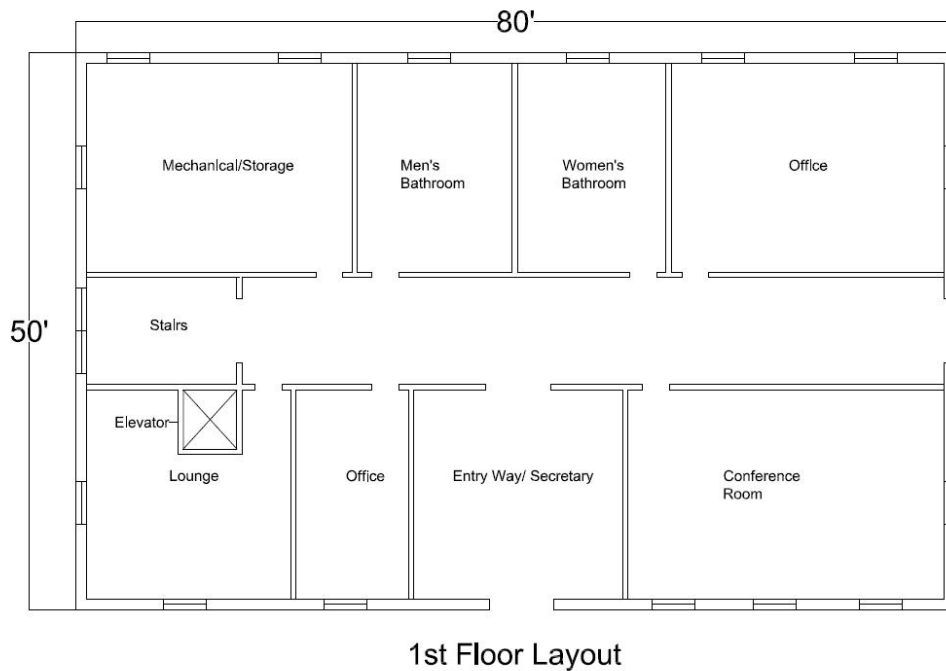 80'
Mechanical/Storage
Men's
Bathroom
Women's
Bathroom
Office
50'
Stairs
Elevator
Lounge
Office
Entry Way/ Secretary
Conference
Room
1st Floor Layout